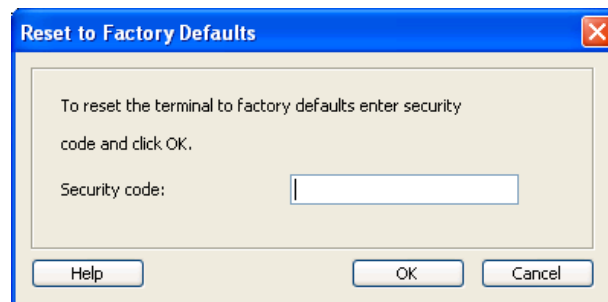 Reset to Factory Defaults
To reset the terminal to factory defaults enter security
code and click OK.
Security code:
Help
OK
Cancel